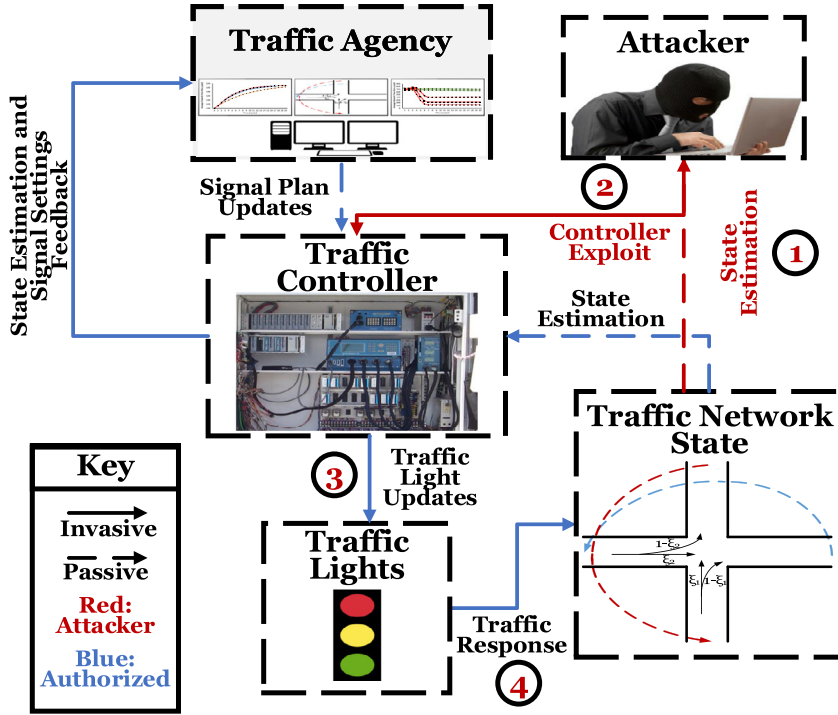 Traffic Agency
Attacker
State Estimation and
Signal Settings
Feedback
Signal Plan
Updates
2
Controller
Exploit
State
Estimation
1
Traffic
Controller
State
Estimation
Traffic Network
State
1-ξ₂
ξ₂
ξ₁
1-ξ₁
3
Traffic
Light
Updates
Key
Invasive
Passive
Red:
Attacker
Blue:
Authorized
Traffic
Lights
Traffic
Response
4